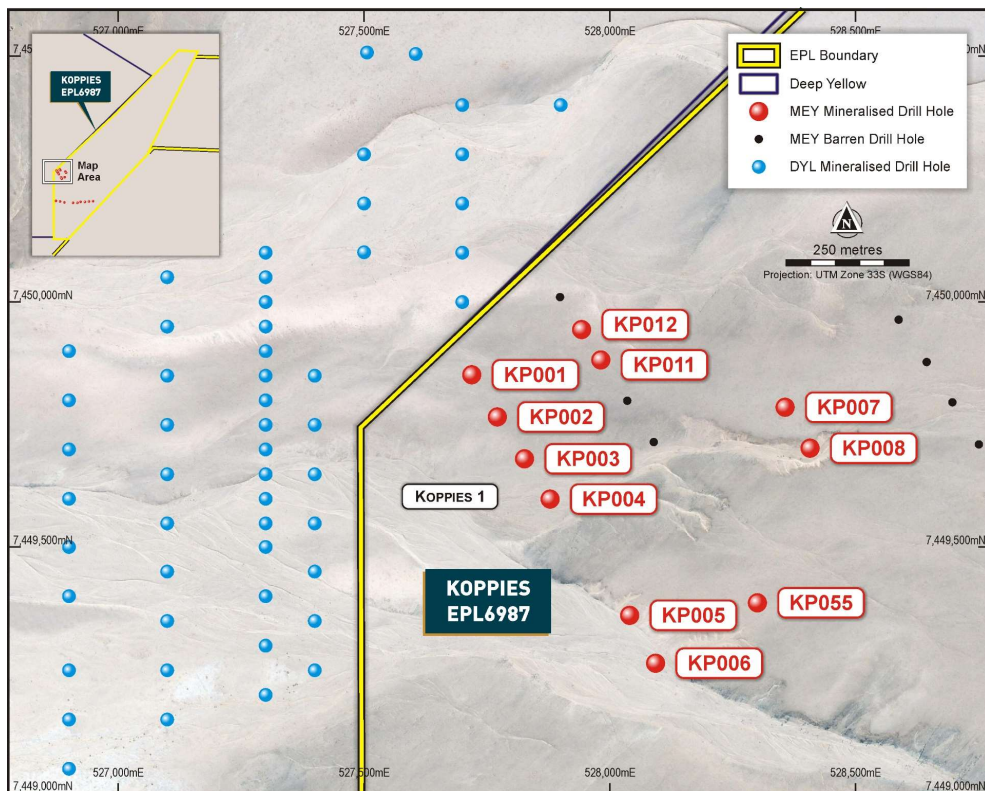 527,000mE
527,500mE
528,000mE
528,500mE
KOPPIES
EPL6987
Map
Area
EPL Boundary
Deep Yellow
MEY Mineralised Drill Hole
MEY Barren Drill Hole
DYL Mineralised Drill Hole
N
250 metres
Projection: UTM Zone 33S (WGS84)
7,450,000mN
7,450,000mN
KP012
KP011
KP001
KP007
KP002
KP008
KP003
KOPPIES 1
KP004
7,449,500mN
7,449,500mN
KOPPIES
EPL6987
KP055
KP005
KP006
527,000mE
527,500mE
528,000mE
528,500mE
7,449,000mN
7,449,000mN